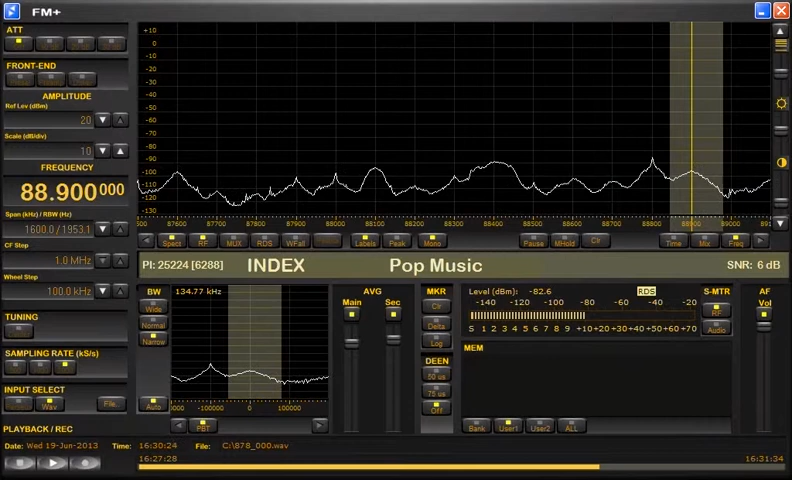 FM+
ATT
FRONT-END
AMPLITUDE
Ref Lev (dBm)
20
Scale (dB/div)
10
FREQUENCY
88.900000
Span (kHz) / RBW (Hz)
1600.0 / 1953.1
CF Step
1.0 MHz
Wheel Step
100.0 kHz
TUNING
SAMPLING RATE (kS/s)
INPUT SELECT
Wav File
PLAYBACK / REC
+10
0
-10
-20
-30
-40
-50
-60
-70
-80
-90
-100
-110
-120
-130
500 87600 87700 87800 87900 88000 88100 88200 88300 88400 88500 88600 88700 88800 88900 89000 891
Specs RF MUX RDS WFall Labels Peak Mono Pause MHold Clr Time Mix Freq
PI: 25224 [6288] INDEX Pop Music SNR: 6 dB
BW
Wide
Normal
Narrow
Auto
134.77 kHz
0000 -100000 0 100000
PBT
AVG
Main Sec
MKR
Clr
Delta
Log
DEEN
50 us
75 us
Off
Level (dBm): -82.6 RDS
-140 -120 -100 -80 -60 -40 -20
S 1 2 3 4 5 6 7 8 9 +10+20+30+40+50+60+70
S-MTR
RF
Audio
AF
Vol
MEM
Bank User1 User2 ALL
Date: Wed 19-Jun-2013 Time: 16:30:24 File: C:\878_000.wav
16:27:28 16:31:34